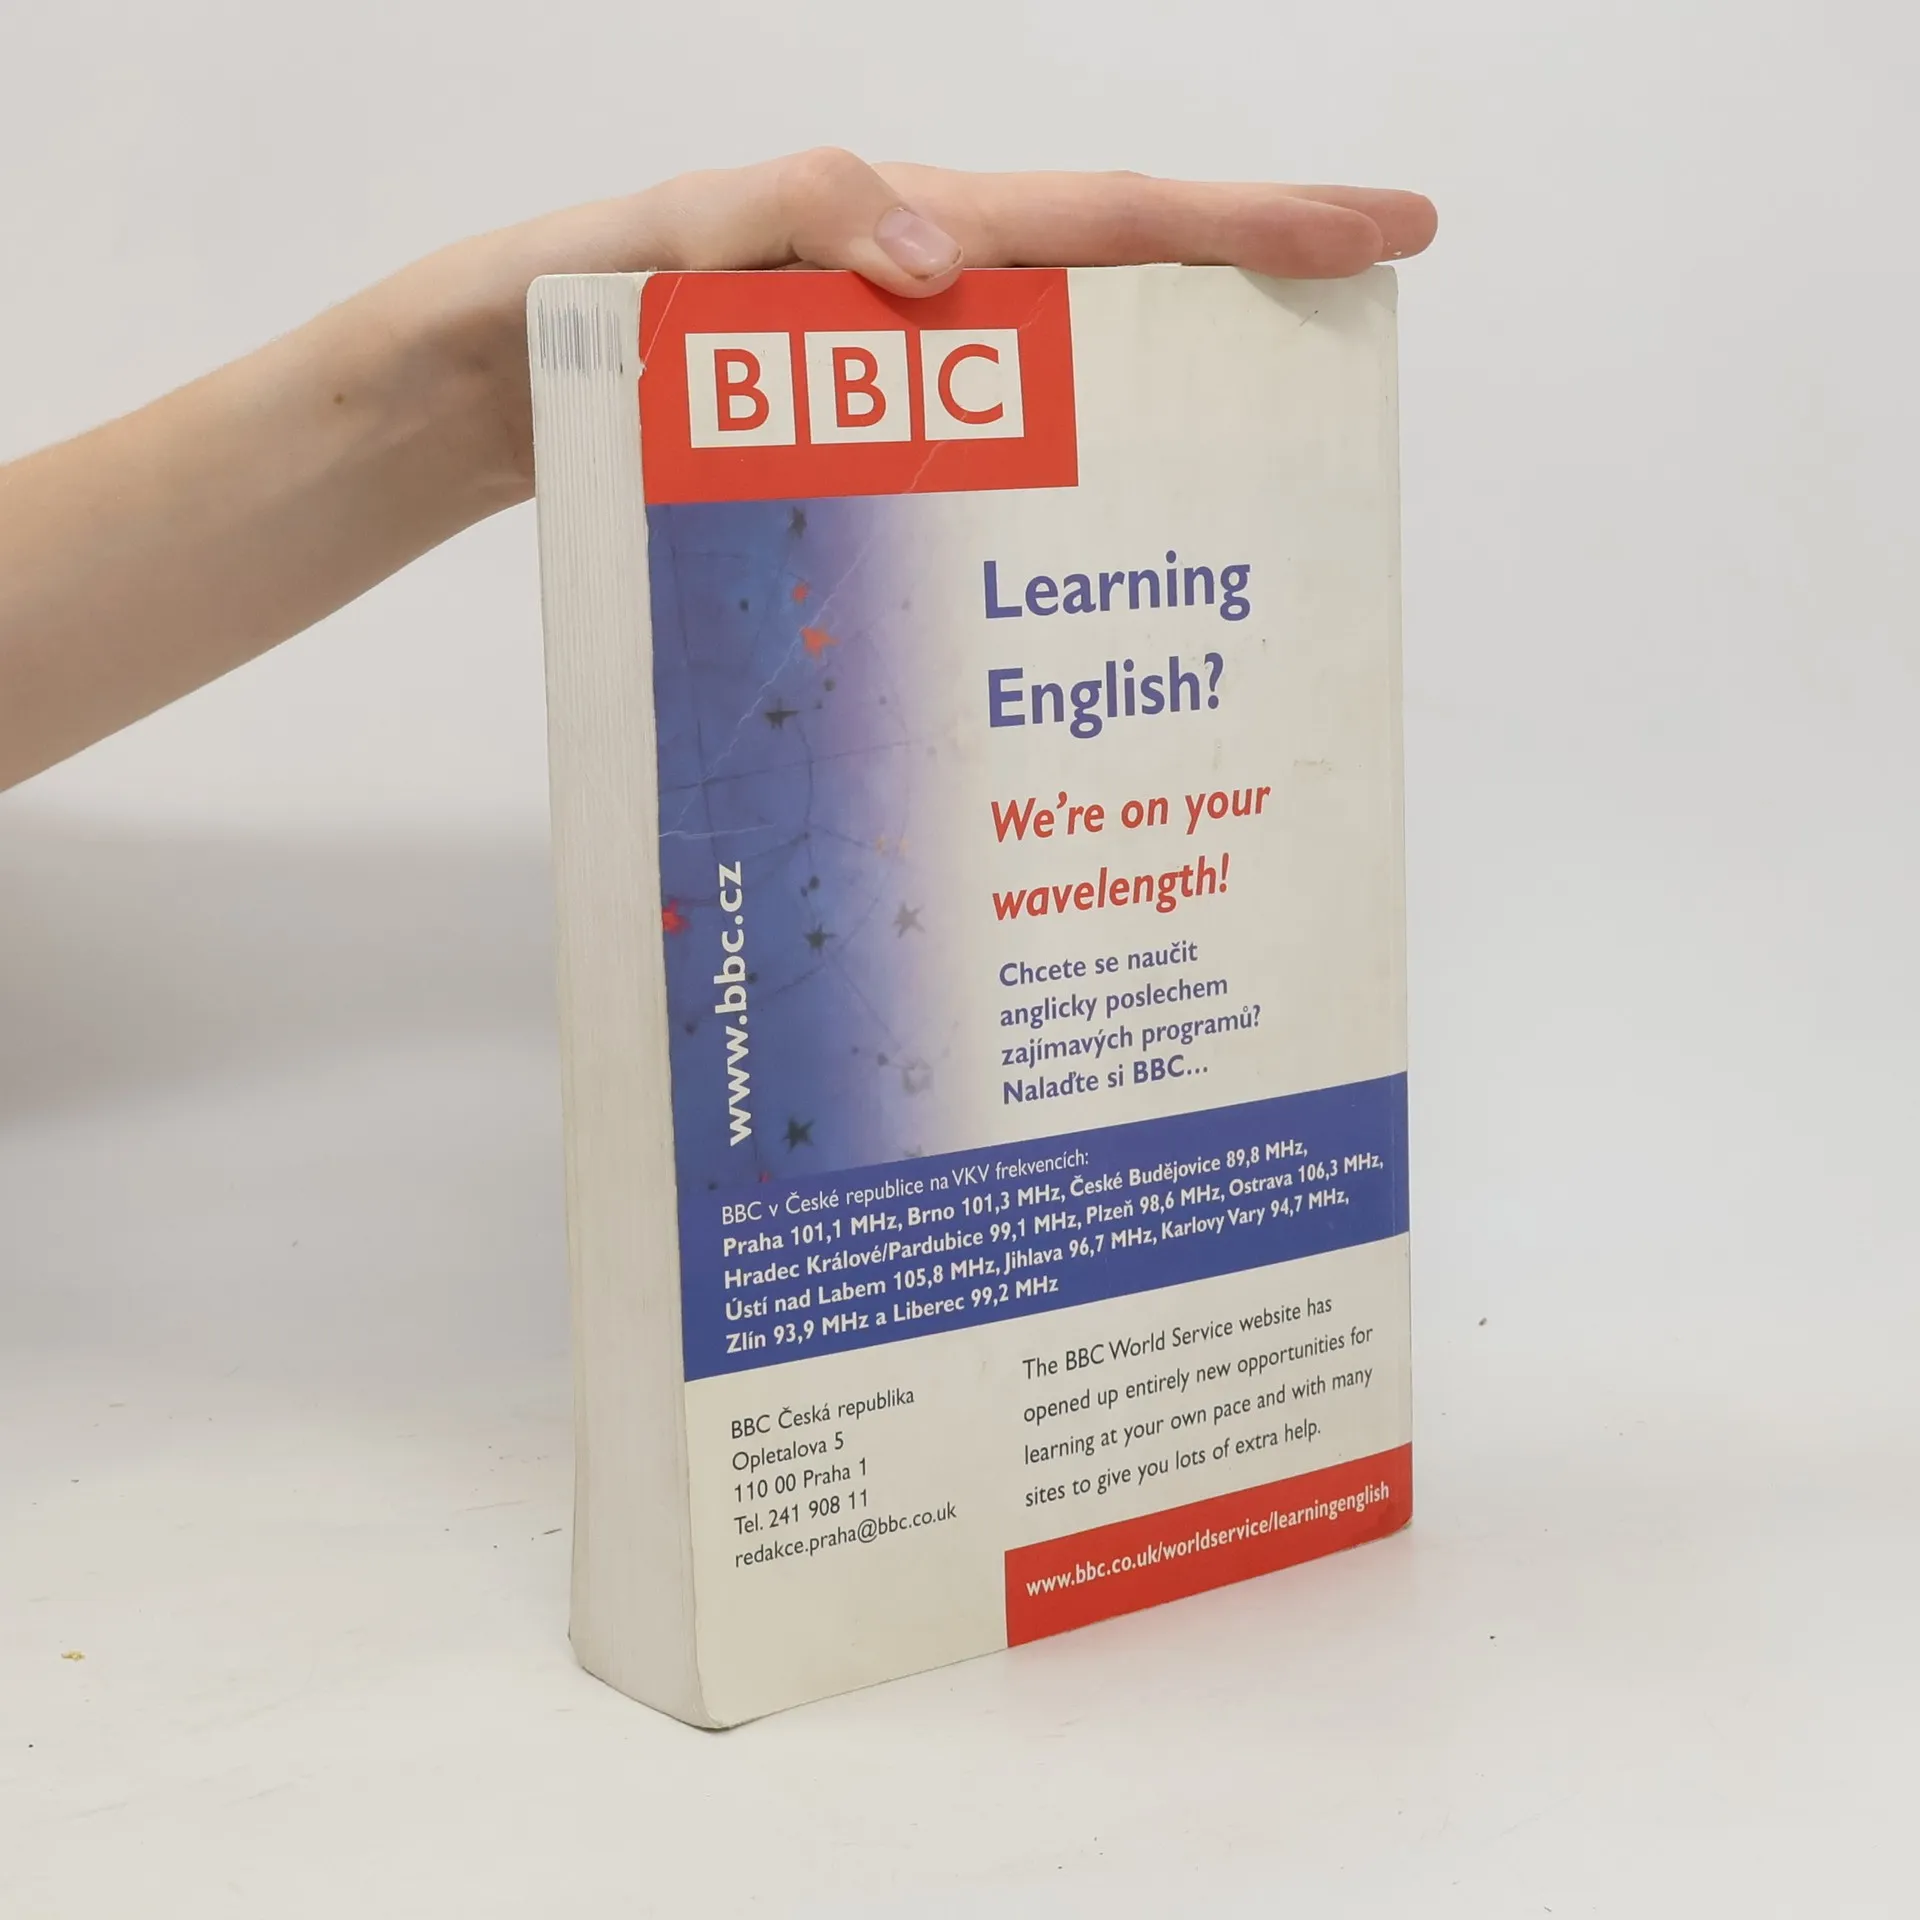 BBC
Learning
English?
We're on your
wavelength!
Chcete se naučit
anglicky poslechem
zajímavých programů?
Nalaďte si BBC...
www.bbc.cz
BBC v České republice na VKV frekvencích:
Praha 101,1 MHz, Brno 101,3 MHz, České Budějovice 89,8 MHz,
Hradec Králové/Pardubice 99,1 MHz, Plzeň 98,6 MHz, Ostrava 106,3 MHz,
Ústí nad Labem 105,8 MHz, Jihlava 96,7 MHz, Karlovy Vary 94,7 MHz,
Zlín 93,9 MHz a Liberec 99,2 MHz
BBC Česká republika
Opletalova 5
110 00 Praha 1
Tel. 241 908 11
redakce.praha@bbc.co.uk
The BBC World Service website has
opened up entirely new opportunities for
learning at your own pace and with many
sites to give you lots of extra help.
www.bbc.co.uk/worldservice/learningenglish